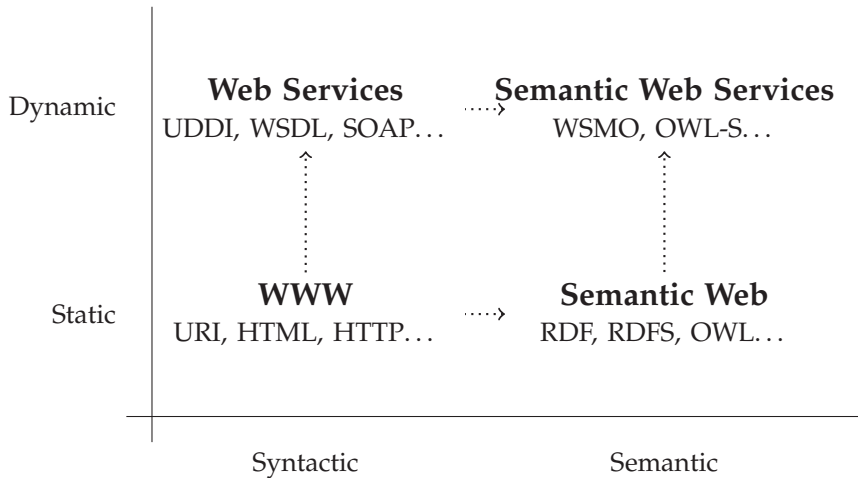 Dynamic
Web Services
UDDI, WSDL, SOAP...
Semantic Web Services
WSMO, OWL-S...
Static
WWW
URI, HTML, HTTP...
Semantic Web
RDF, RDFS, OWL...
Syntactic
Semantic